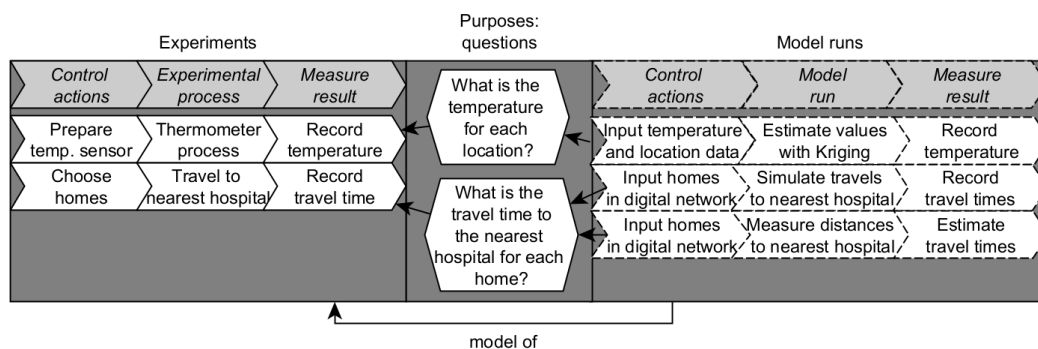 Purposes:
questions
Experiments
Model runs
Control
actions
Experimental
process
Measure
result
Prepare
temp. sensor
Thermometer
process
Record
temperature
Choose
homes
Travel to
nearest hospital
Record
travel time
What is the
temperature
for each
location?
What is the
travel time to
the nearest
hospital for each
home?
Control
actions
Model
run
Measure
result
Input temperature
and location data
Estimate values
with Kriging
Record
temperature
Input homes
in digital network
Simulate travels
to nearest hospital
Record
travel times
Input homes
in digital network
Measure distances
to nearest hospital
Estimate
travel times
model of